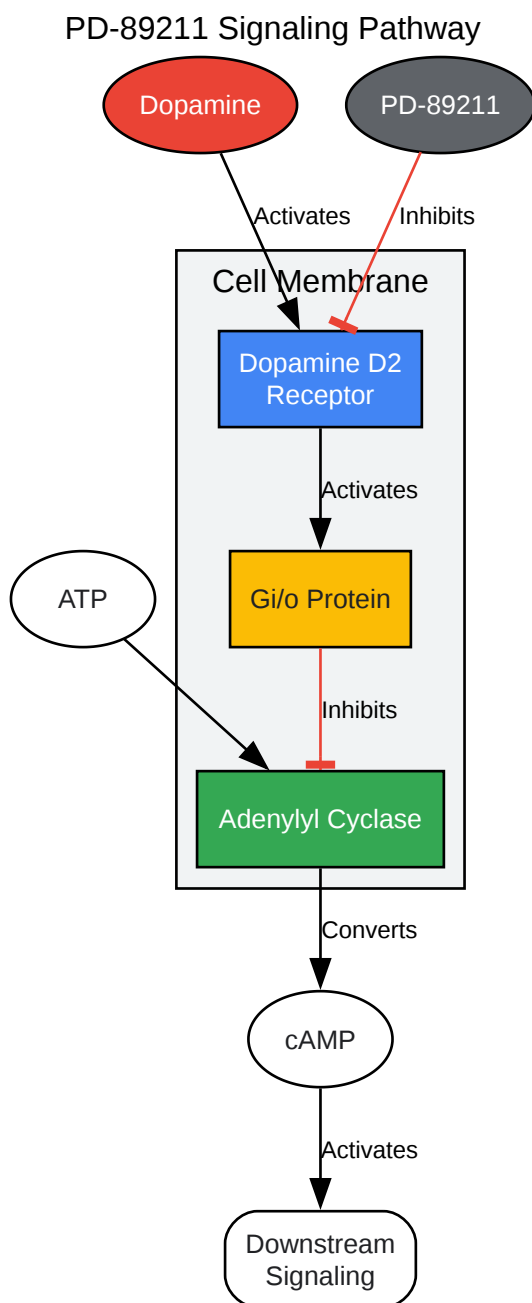 PD-89211 Signaling Pathway
Dopamine
PD-89211
Activates
Inhibits
Cell Membrane
Dopamine D2
Receptor
Activates
ATP
Gi/o Protein
Inhibits
Adenylyl Cyclase
Converts
cAMP
Activates
Downstream
Signaling